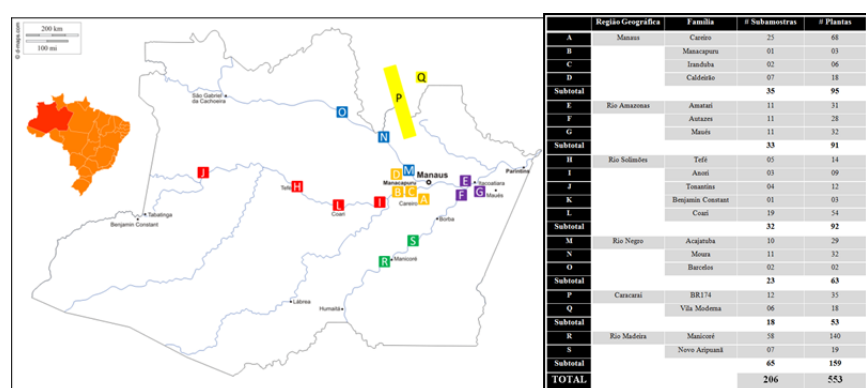 © d-maps.com
200 km
100 mi
São Gabriel
da Cachoeira
O
N
P
Q
J
H
Tefé
L
Coari
I
D
M
Manaus
Manacapuru
B
C
A
Careiro
E
Itacoatiara
F
G
Maués
Parintins
Borba
Tabatinga
Benjamin Constant
S
R
Manicoré
Lábrea
Humaitá
Região Geográfica Família # Subamostras # Plantas
A Manaus Careiro 25 68
B Manacapuru 01 03
C Iranduba 02 06
D Caldeirão 07 18
Subtotal 35 95
E Rio Amazonas Amatari 11 31
F Autazes 11 28
G Maués 11 32
Subtotal 33 91
H Rio Solimões Tefé 05 14
I Anori 03 09
J Tonantins 04 12
K Benjamin Constant 01 03
L Coari 19 54
Subtotal 32 92
M Rio Negro Acajatuba 10 29
N Moura 11 32
O Barcelos 02 02
Subtotal 23 63
P Caracaraí BR174 12 35
Q Vila Moderna 06 18
Subtotal 18 53
R Rio Madeira Manicoré 58 140
S Novo Aripuanã 07 19
Subtotal 65 159
TOTAL 206 553